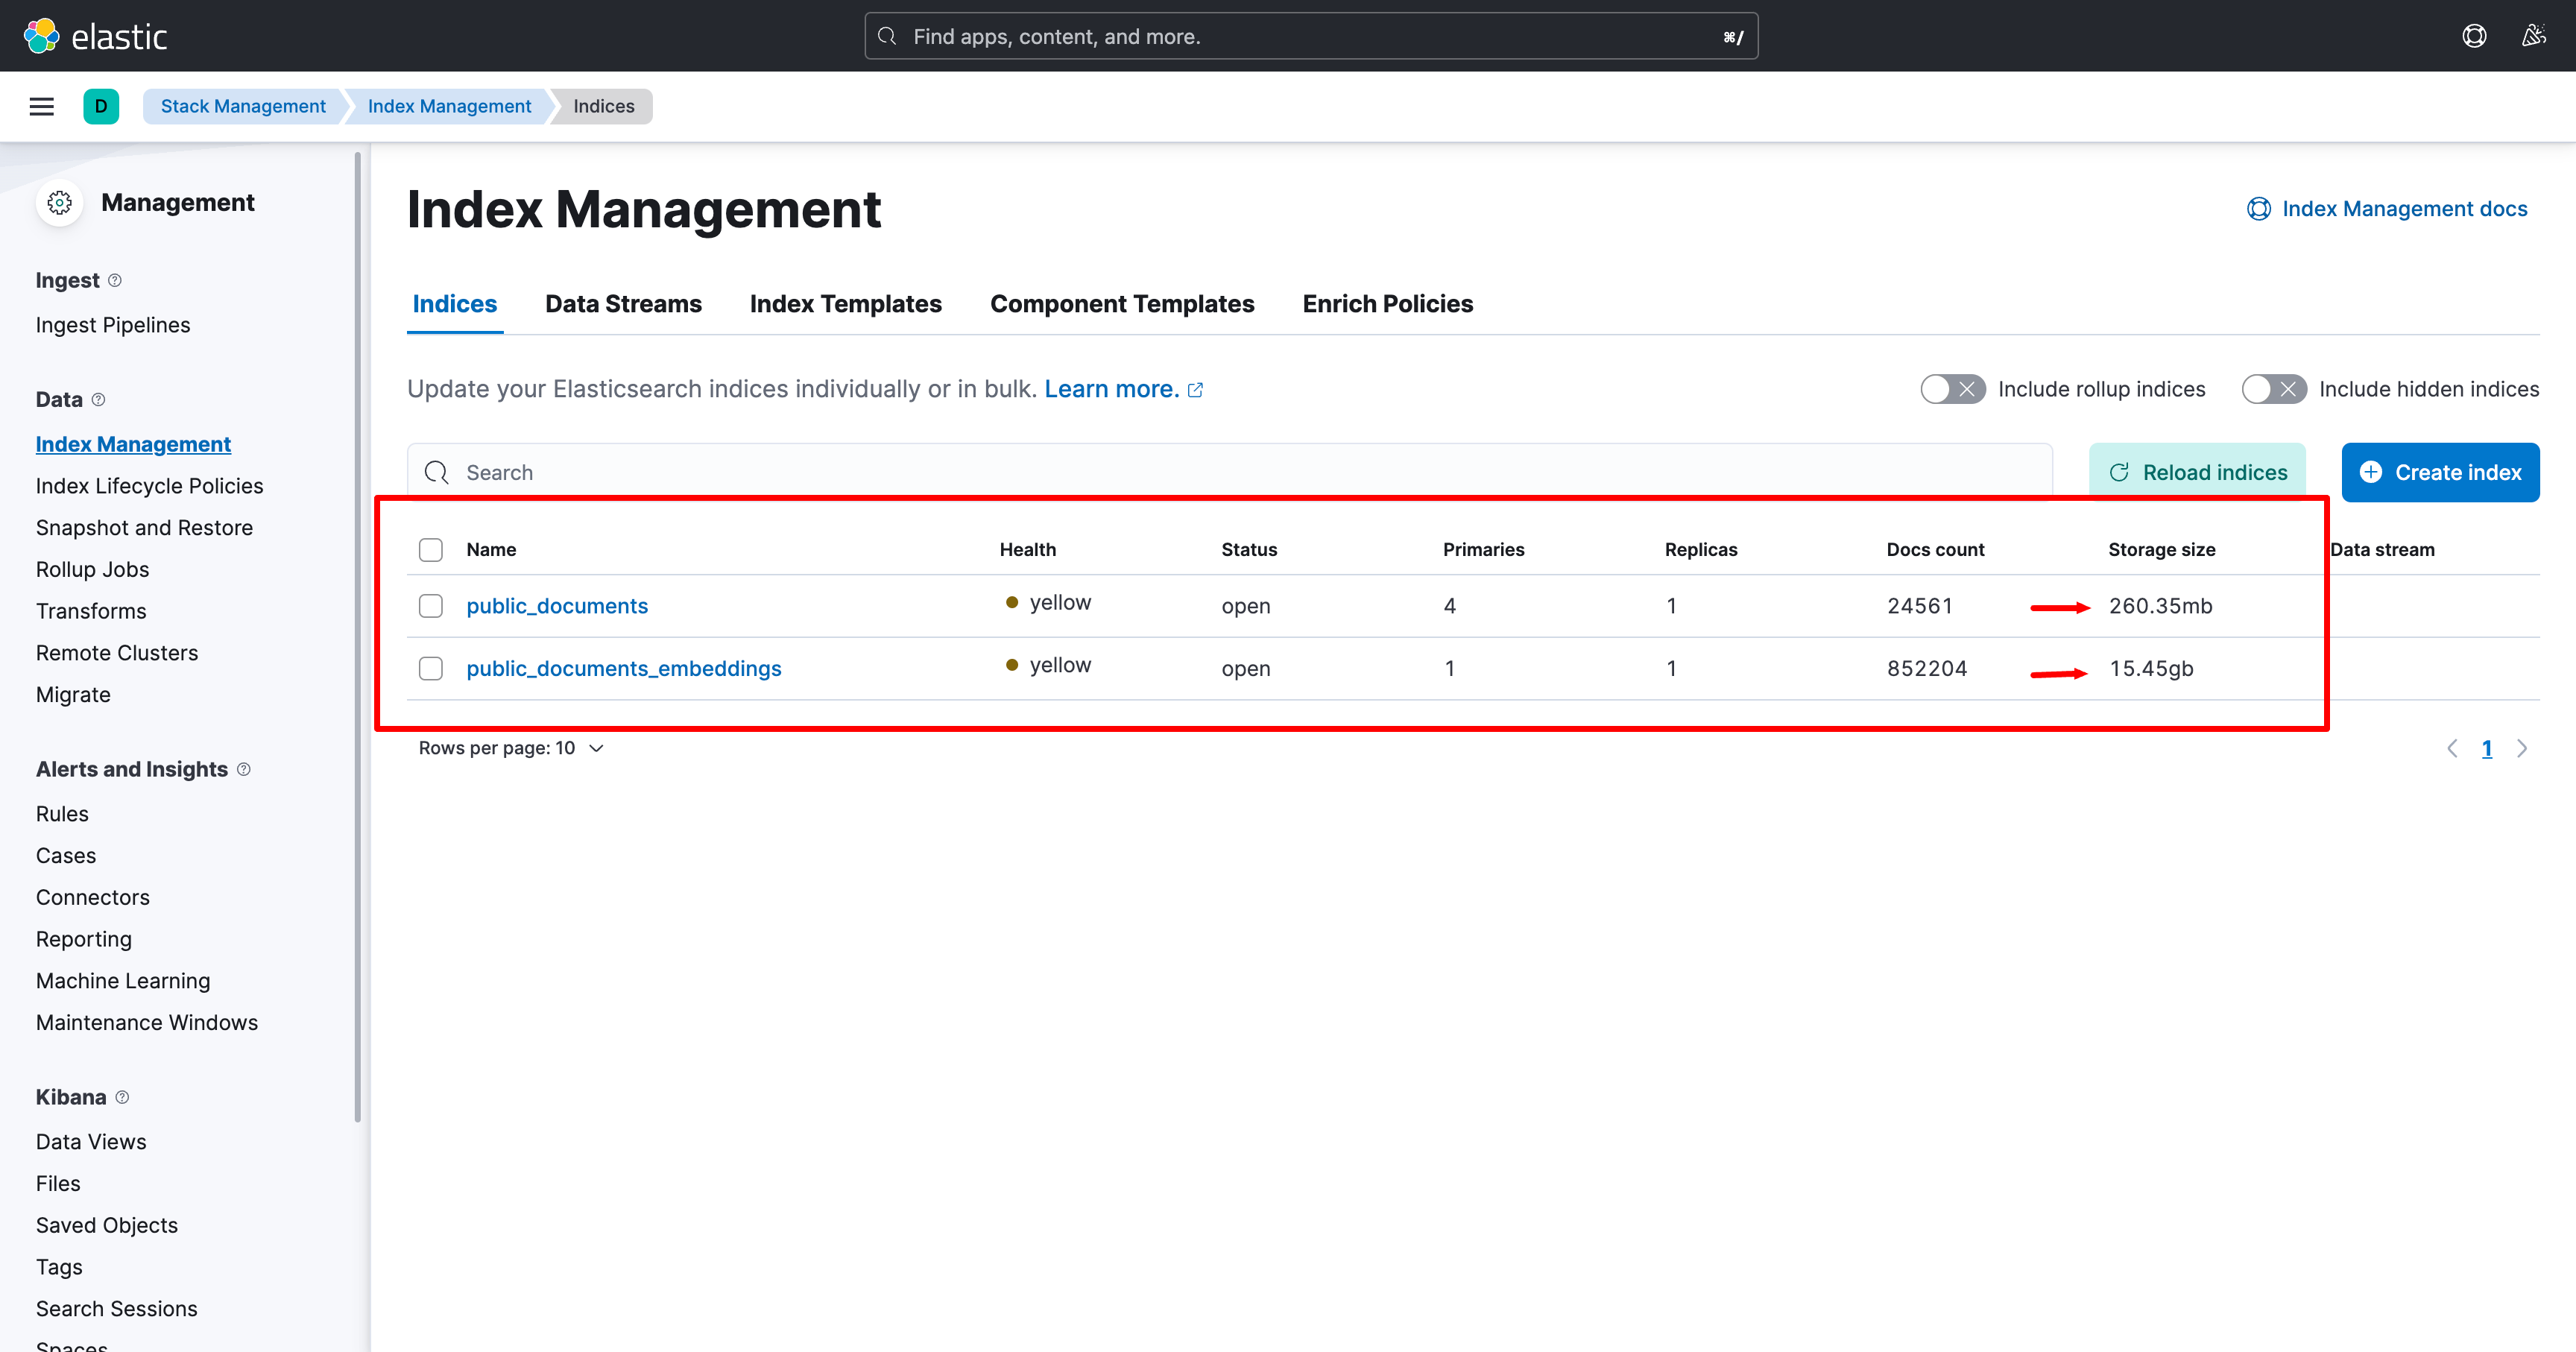 elastic
Find apps, content, and more.
⌘/
D
Stack Management
Index Management
Indices
Management
Ingest
Ingest Pipelines
Data
Index Management
Index Lifecycle Policies
Snapshot and Restore
Rollup Jobs
Transforms
Remote Clusters
Migrate
Alerts and Insights
Rules
Cases
Connectors
Reporting
Machine Learning
Maintenance Windows
Kibana
Data Views
Files
Saved Objects
Tags
Search Sessions
Spaces
Index Management
Index Management docs
Indices Data Streams Index Templates Component Templates Enrich Policies
Update your Elasticsearch indices individually or in bulk. Learn more.
Include rollup indices
Include hidden indices
Search
Reload indices
Create index
Name Health Status Primaries Replicas Docs count Storage size Data stream
public_documents yellow open 4 1 24561 260.35mb
public_documents_embeddings yellow open 1 1 852204 15.45gb
Rows per page: 10
1